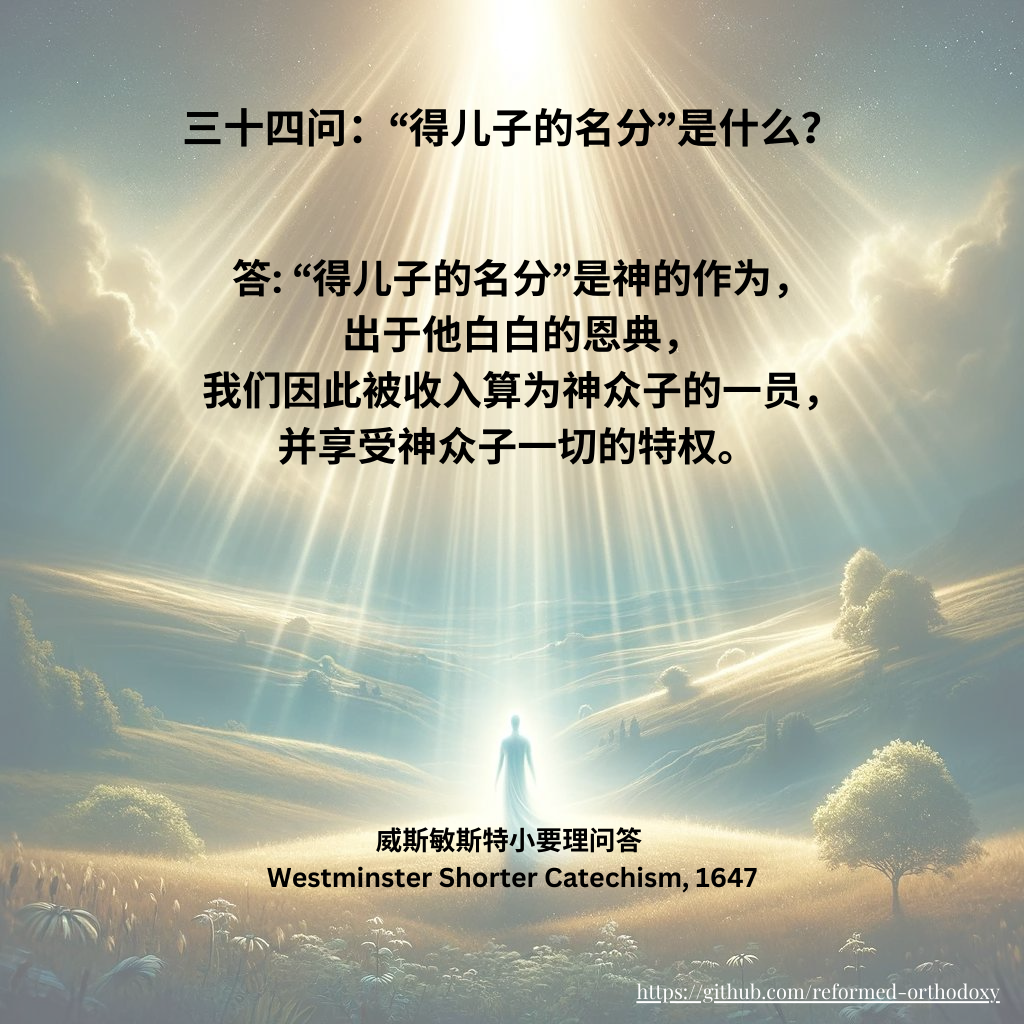 三十四问：“得儿子的名分”是什么？
答: “得儿子的名分”是神的作为，
出于他白白的恩典，
我们因此被收入算为神众子的一员，
并享受神众子一切的特权。
威斯敏斯特小要理问答
Westminster Shorter Catechism, 1647
https://github.com/reformed-orthodoxy